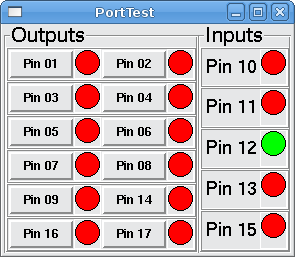 PortTest
Outputs
Inputs
Pin 01 Pin 02
Pin 03 Pin 04
Pin 05 Pin 06
Pin 07 Pin 08
Pin 09 Pin 14
Pin 16 Pin 17
Pin 10
Pin 11
Pin 12
Pin 13
Pin 15